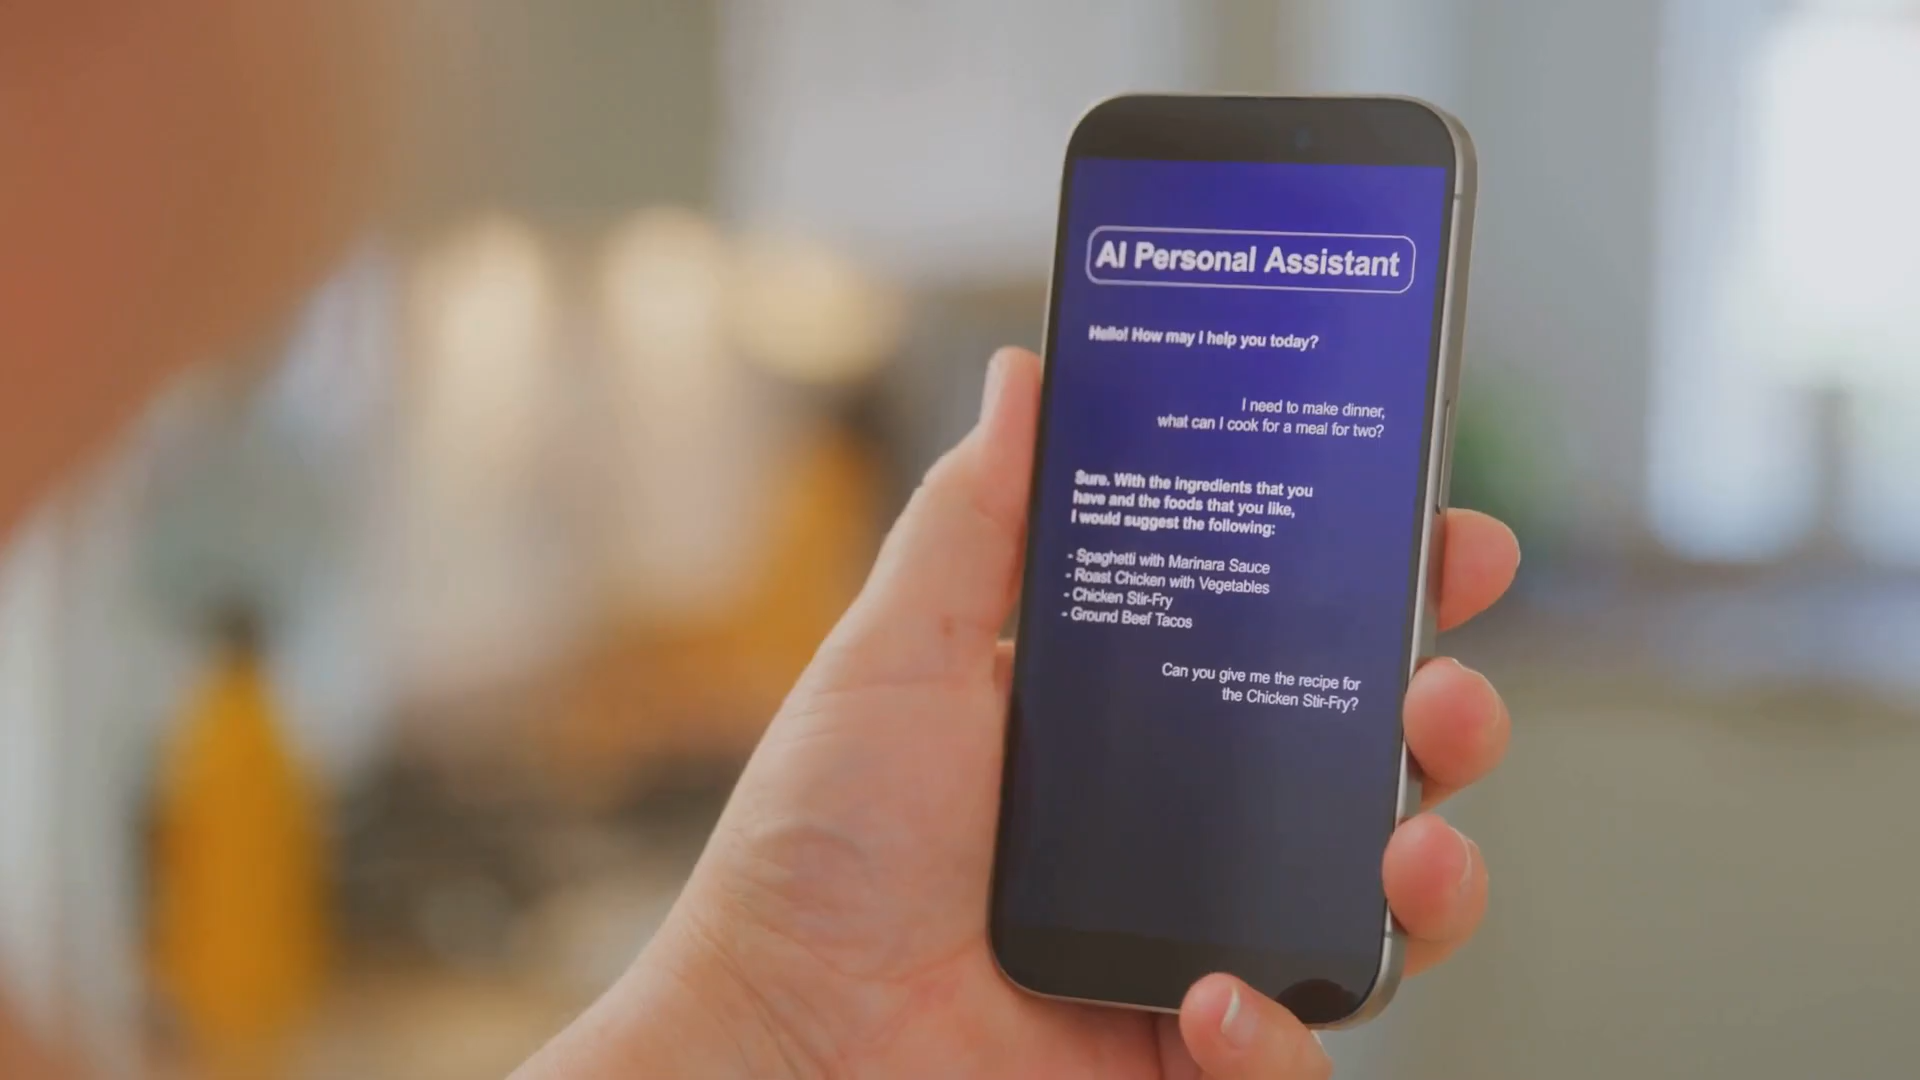 AI Personal Assistant
Hello! How may I help you today?
I need to make dinner,
what can I cook for a meal for two?
Sure. With the ingredients that you
have and the foods that you like,
I would suggest the following:
- Spaghetti with Marinara Sauce
- Roast Chicken with Vegetables
- Chicken Stir-Fry
- Ground Beef Tacos
Can you give me the recipe for
the Chicken Stir-Fry?